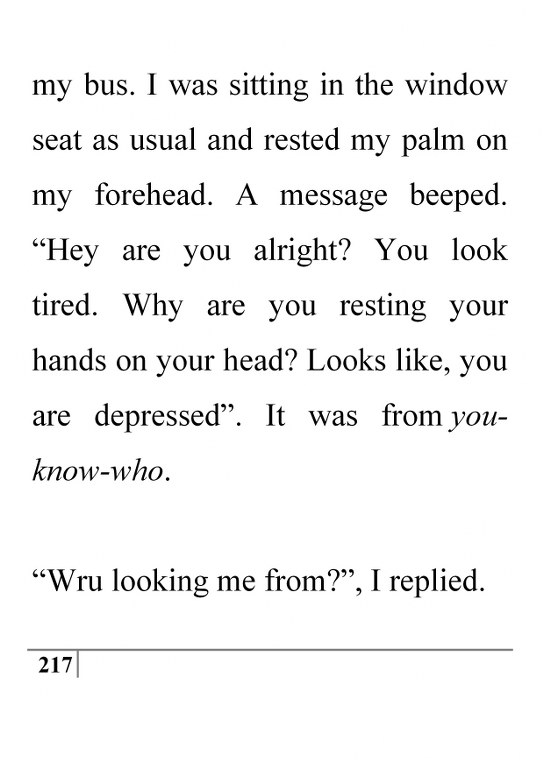 my bus. I was sitting in the window
seat as usual and rested my palm on
my forehead. A message beeped.
“Hey are you alright? You look
tired. Why are you resting your
hands on your head? Looks like, you
are depressed”. It was from you-
know-who.
“Wru looking me from?”, I replied.
217